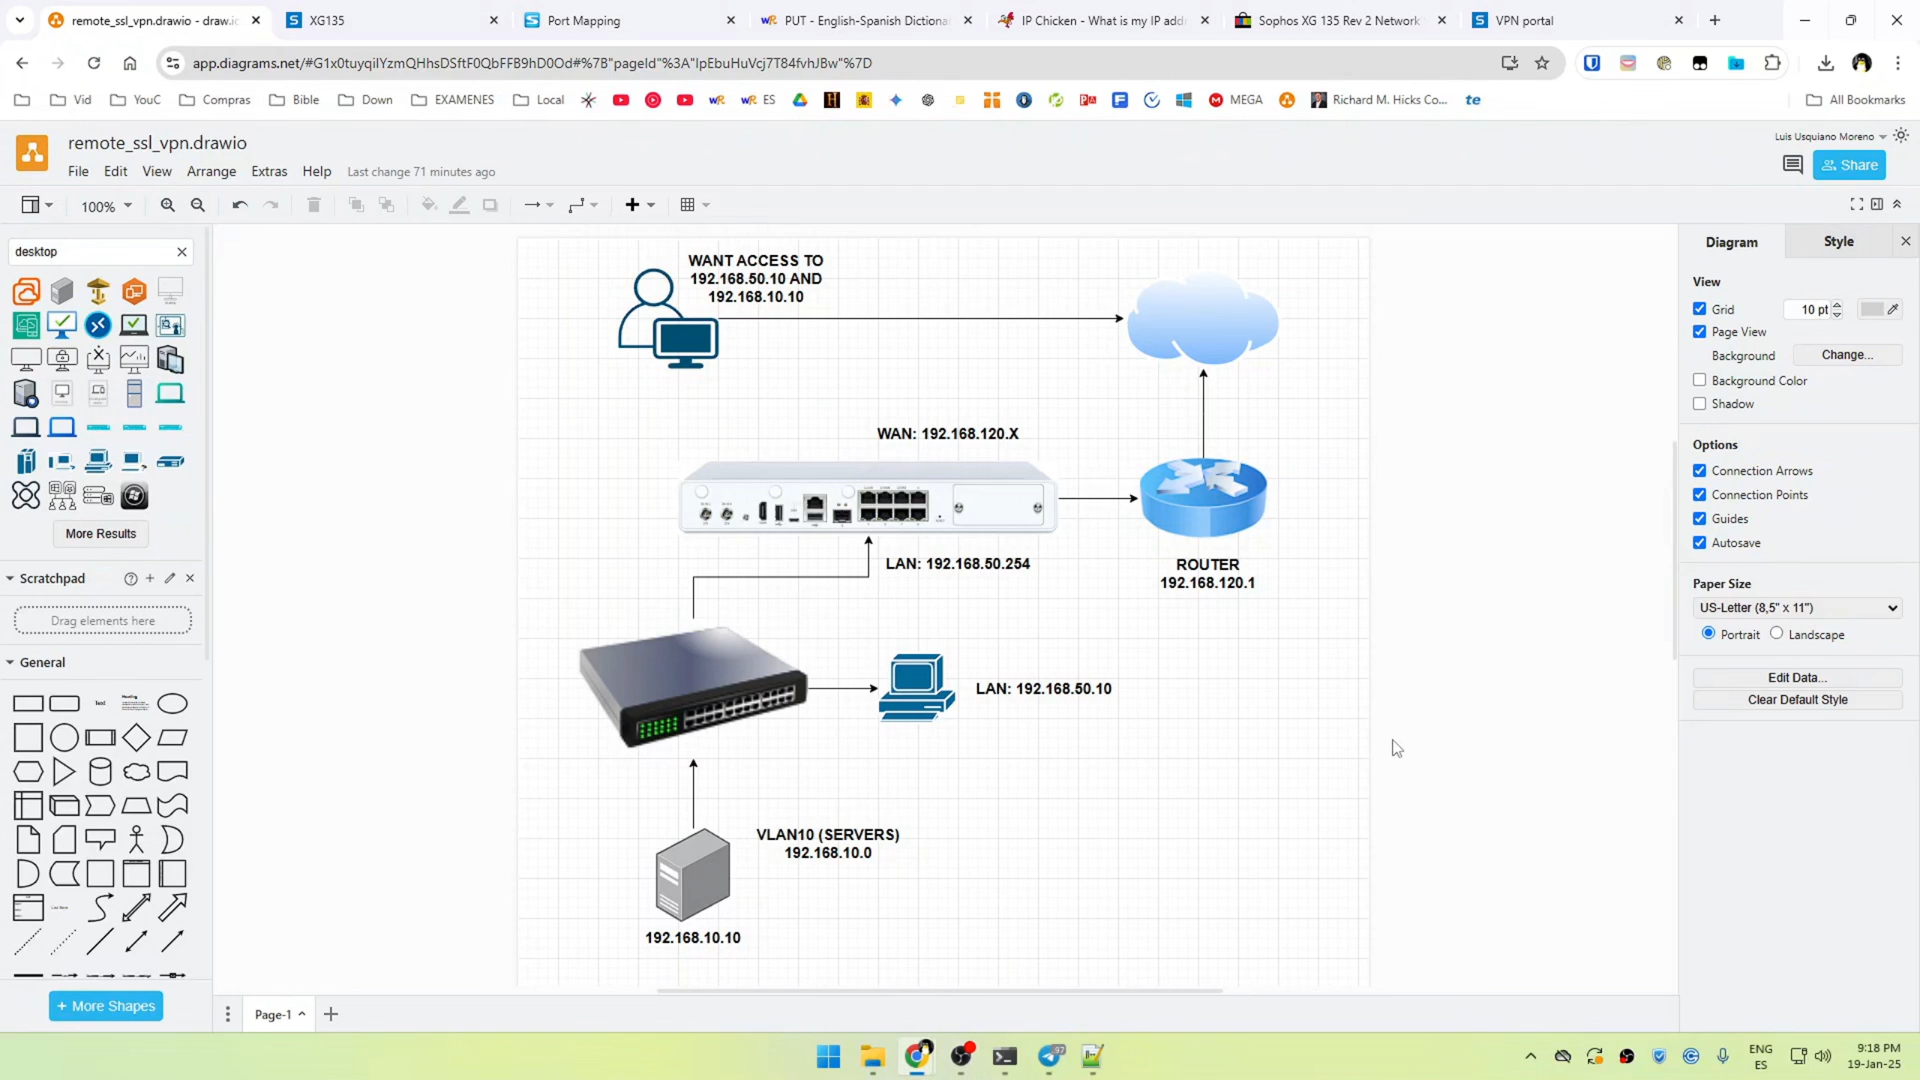 remote_ssl_vpn.drawio - draw.io
XG135
Port Mapping
PUT - English-Spanish Dictiona
IP Chicken - What is my IP add
Sophos XG 135 Rev 2 Network
VPN portal
app.diagrams.net/#G1x0tuyqiIYzmQHhsDSftF0QbFFB9hD0Od#%7B"pageId"%3A"IpEbuHuVcj7T84fvhJBw"%7D
Vid
YouC
Compras
Bible
Down
EXAMENES
Local
WR
WR ES
MEGA
Richard M. Hicks Co...
te
All Bookmarks
remote_ssl_vpn.drawio
Luis Usquiano Moreno
File
Edit
View
Arrange
Extras
Help
Last change 71 minutes ago
Share
100%
desktop
More Results
Scratchpad
Drag elements here
General
Text
Heading
+ More Shapes
WANT ACCESS TO
192.168.50.10 AND
192.168.10.10
WAN: 192.168.120.X
LAN: 192.168.50.254
ROUTER
192.168.120.1
LAN: 192.168.50.10
VLAN10 (SERVERS)
192.168.10.0
192.168.10.10
Page-1
Diagram
Style
View
Grid
10 pt
Page View
Background
Change...
Background Color
Shadow
Options
Connection Arrows
Connection Points
Guides
Autosave
Paper Size
US-Letter (8,5" x 11")
Portrait
Landscape
Edit Data...
Clear Default Style
97
ENG
ES
9:18 PM
19-Jan-25